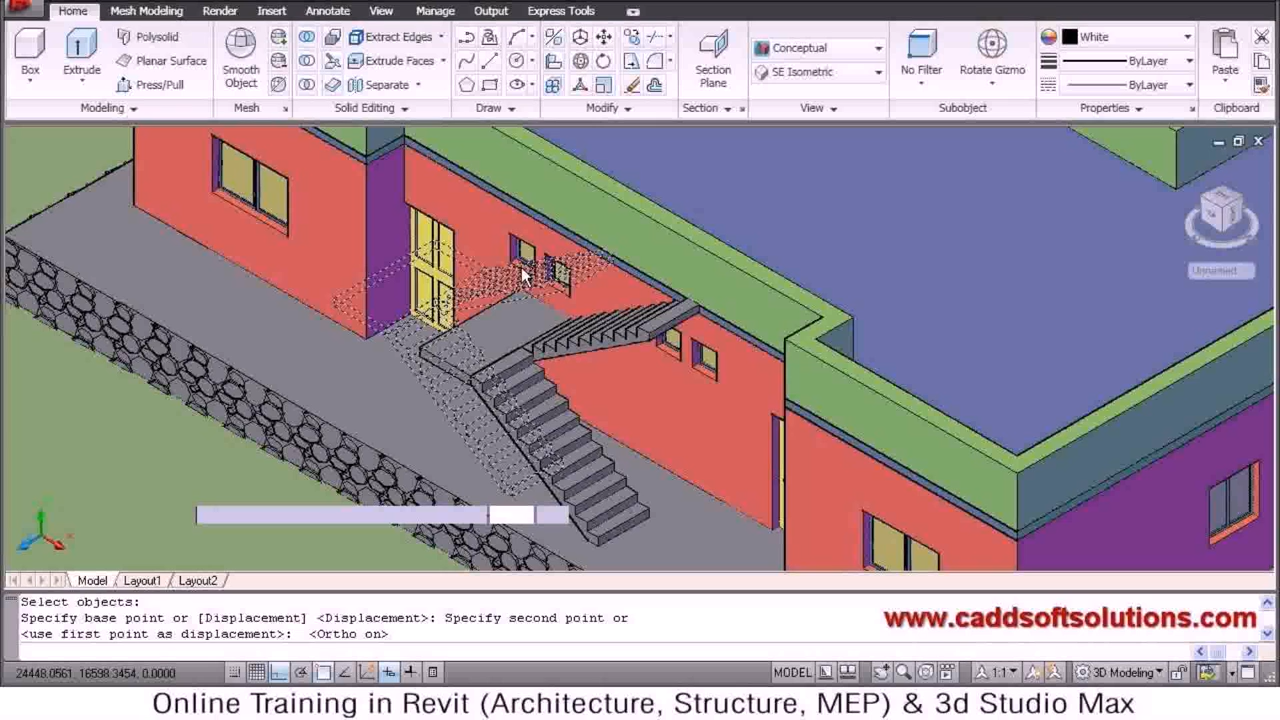 Home Mesh Modeling Render Insert Annotate View Manage Output Express Tools
Box
Extrude
Polysolid
Planar Surface
Press/Pull
Modeling
Smooth
Object
Mesh
Extract Edges
Extrude Faces
Separate
Solid Editing
Draw
Modify
Section
Plane
Section
Conceptual
SE Isometric
View
No Filter
Rotate Gizmo
Subobject
White
ByLayer
ByLayer
Properties
Paste
Clipboard
Unnamed
Model Layout1 Layout2
Select objects:
Specify base point or [Displacement] <Displacement>: Specify second point or
<use first point as displacement>: <Ortho on>
www.caddsoftsolutions.com
24448.0561, 16598.3454, 0.0000
MODEL
1:1
3D Modeling
Online Training in Revit (Architecture, Structure, MEP) & 3d Studio Max